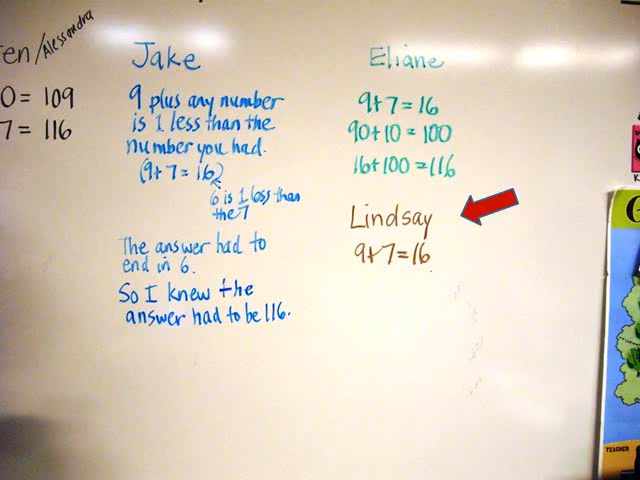 en/Alessandra
0 = 109
7 = 116
Jake
9 plus any number
is 1 less than the
number you had.
(9+7=16)
6 is 1 less than
the 7
The answer had to
end in 6.
So I knew the
answer had to be 116.
Eliane
9+7=16
90+10=100
16+100=116
Lindsay
9+7=16
TEACHER